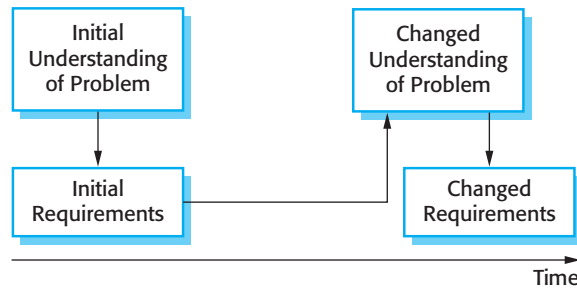 Initial
Understanding
of Problem
Changed
Understanding
of Problem
Initial
Requirements
Changed
Requirements
Time